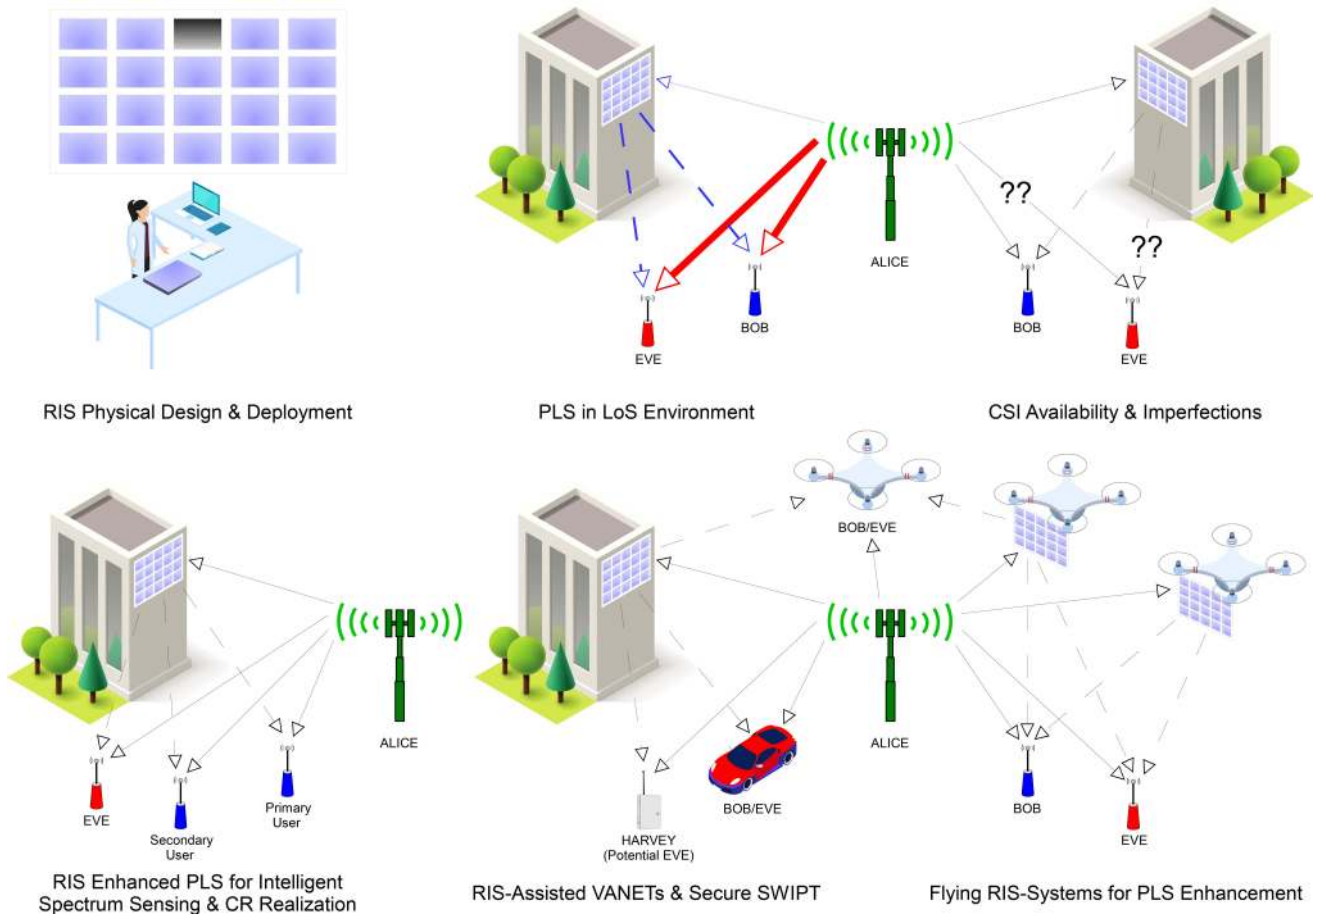 ??
??
ALICE
BOB
EVE
BOB
EVE
RIS Physical Design & Deployment
PLS in LoS Environment
CSI Availability & Imperfections
BOB/EVE
ALICE
ALICE
EVE
Secondary
User
Primary
User
HARVEY
(Potential EVE)
BOB/EVE
BOB
EVE
RIS Enhanced PLS for Intelligent
Spectrum Sensing & CR Realization
RIS-Assisted VANETs & Secure SWIPT
Flying RIS-Systems for PLS Enhancement